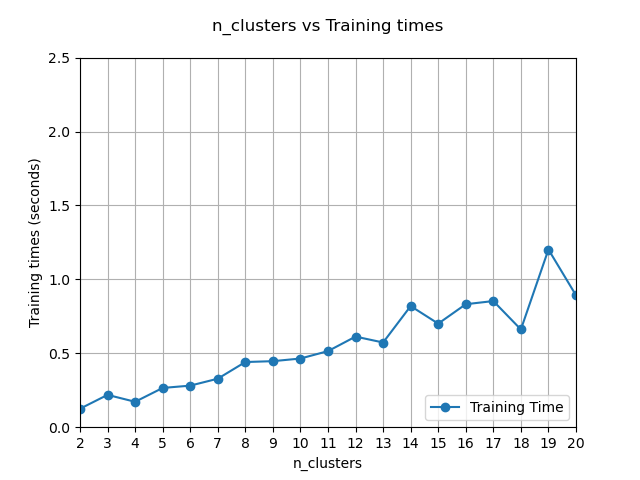 n_clusters vs Training times
2.5
2.0
1.5
1.0
0.5
0.0
Training times (seconds)
Training Time
2 3 4 5 6 7 8 9 10 11 12 13 14 15 16 17 18 19 20
n_clusters